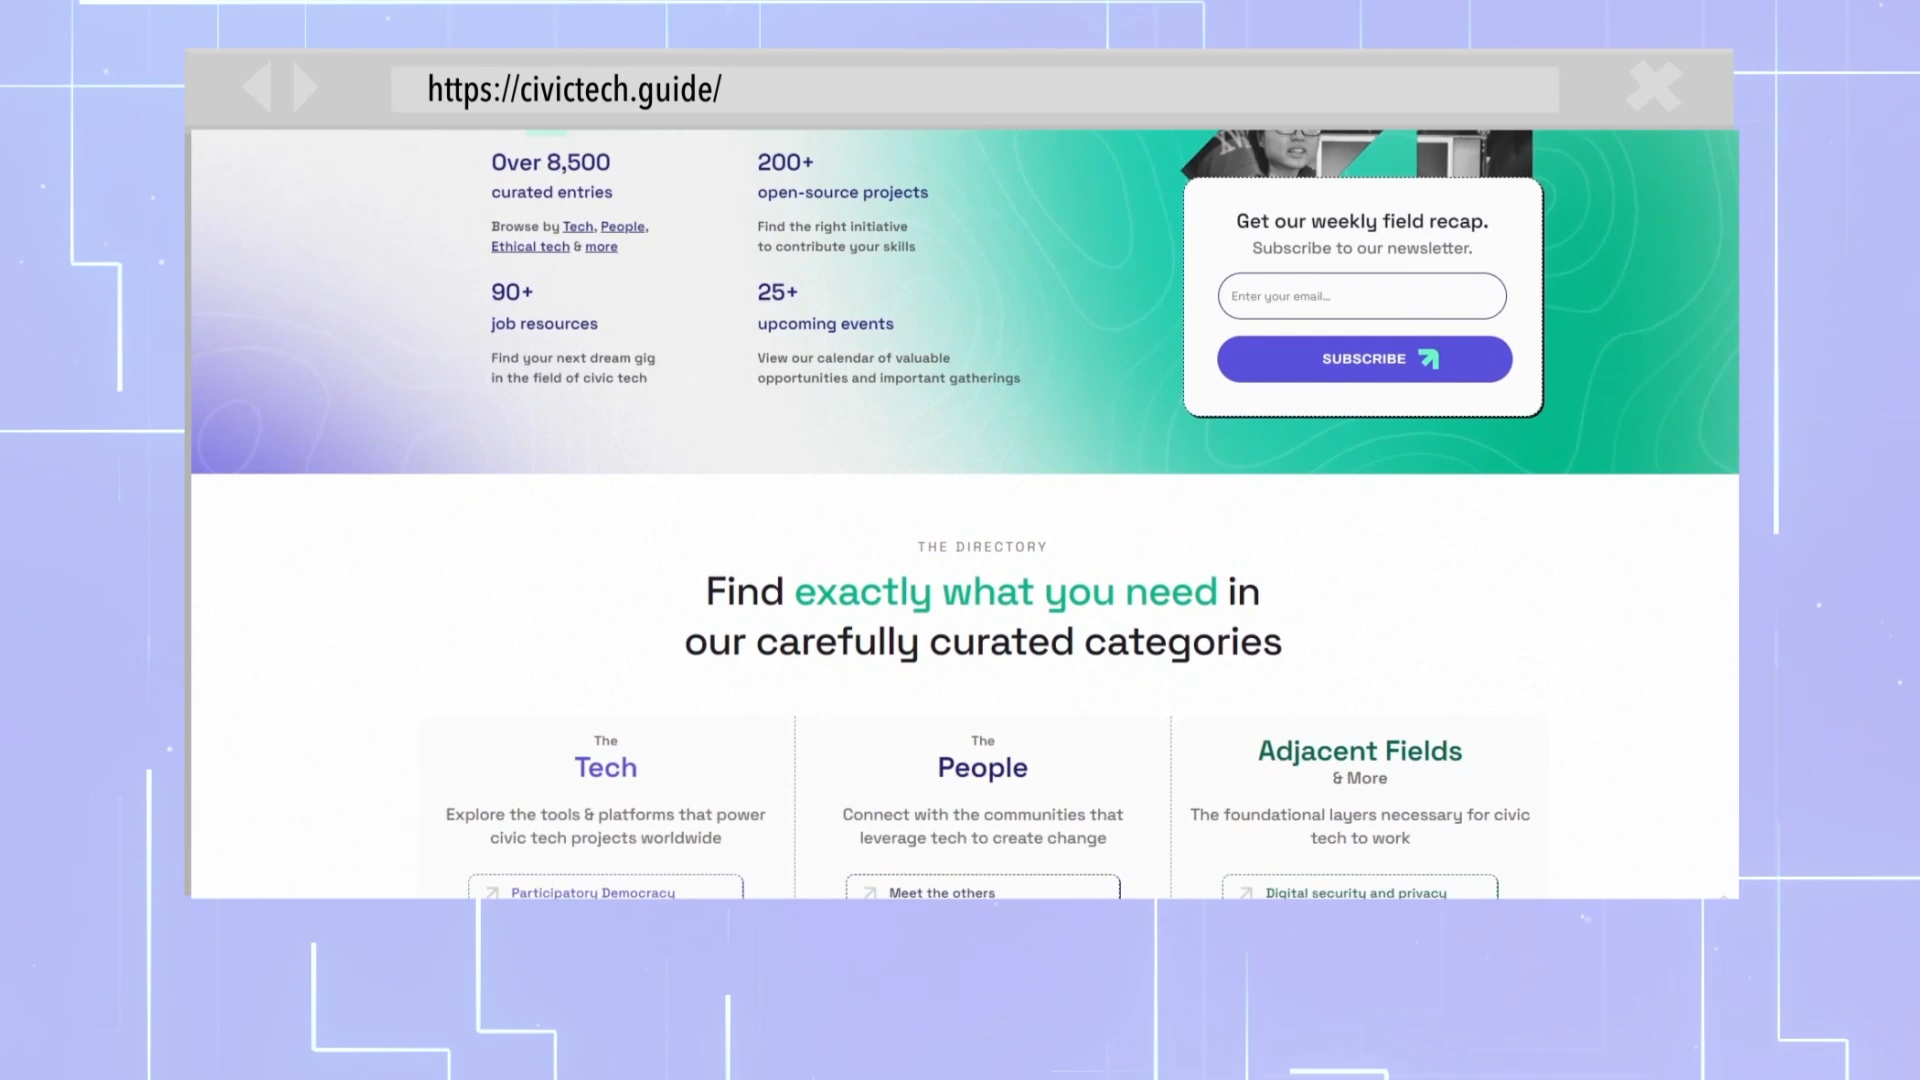 https://civictech.guide/
Over 8,500
curated entries
Browse by Tech, People,
Ethical tech & more
200+
open-source projects
Find the right initiative
to contribute your skills
90+
job resources
Find your next dream gig
in the field of civic tech
25+
upcoming events
View our calendar of valuable
opportunities and important gatherings
Get our weekly field recap.
Subscribe to our newsletter.
Enter your email...
SUBSCRIBE
THE DIRECTORY
Find exactly what you need in
our carefully curated categories
The
Tech
Explore the tools & platforms that power
civic tech projects worldwide
Participatory Democracy
The
People
Connect with the communities that
leverage tech to create change
Meet the others
Adjacent Fields
& More
The foundational layers necessary for civic
tech to work
Digital security and privacy